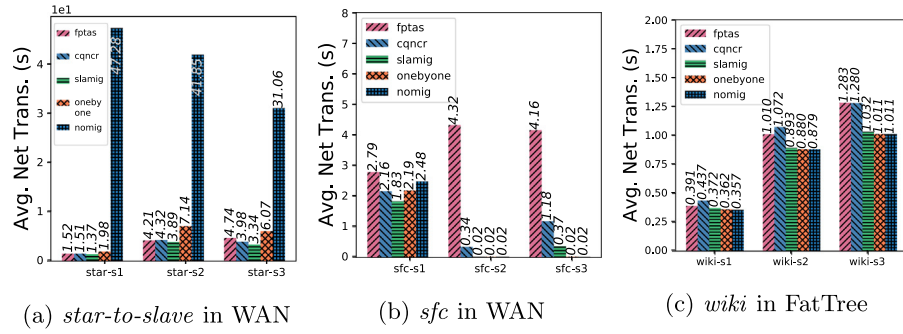 1e1
Avg. Net Trans. (s)
4
3
2
1
0
fptas
cqncr
slamig
oneby
one
nomig
1.52
1.51
1.37
1.98
47.28
4.21
4.32
3.89
7.14
41.85
4.74
3.98
3.34
6.07
31.06
star-s1
star-s2
star-s3
(a) star-to-slave in WAN
Avg. Net Trans. (s)
8
7
6
5
4
3
2
1
0
fptas
cqncr
slamig
onebyone
nomig
2.79
2.16
1.83
2.19
2.48
4.32
0.34
0.02
0.02
0.02
4.16
1.18
0.37
0.02
0.02
sfc-s1
sfc-s2
sfc-s3
(b) sfc in WAN
Avg. Net Trans. (s)
2.00
1.75
1.50
1.25
1.00
0.75
0.50
0.25
0.00
fptas
cqncr
slamig
onebyone
nomig
0.391
0.437
0.372
0.362
0.357
1.010
1.072
0.893
0.880
0.879
1.283
1.280
1.032
1.011
1.011
wiki-s1
wiki-s2
wiki-s3
(c) wiki in FatTree